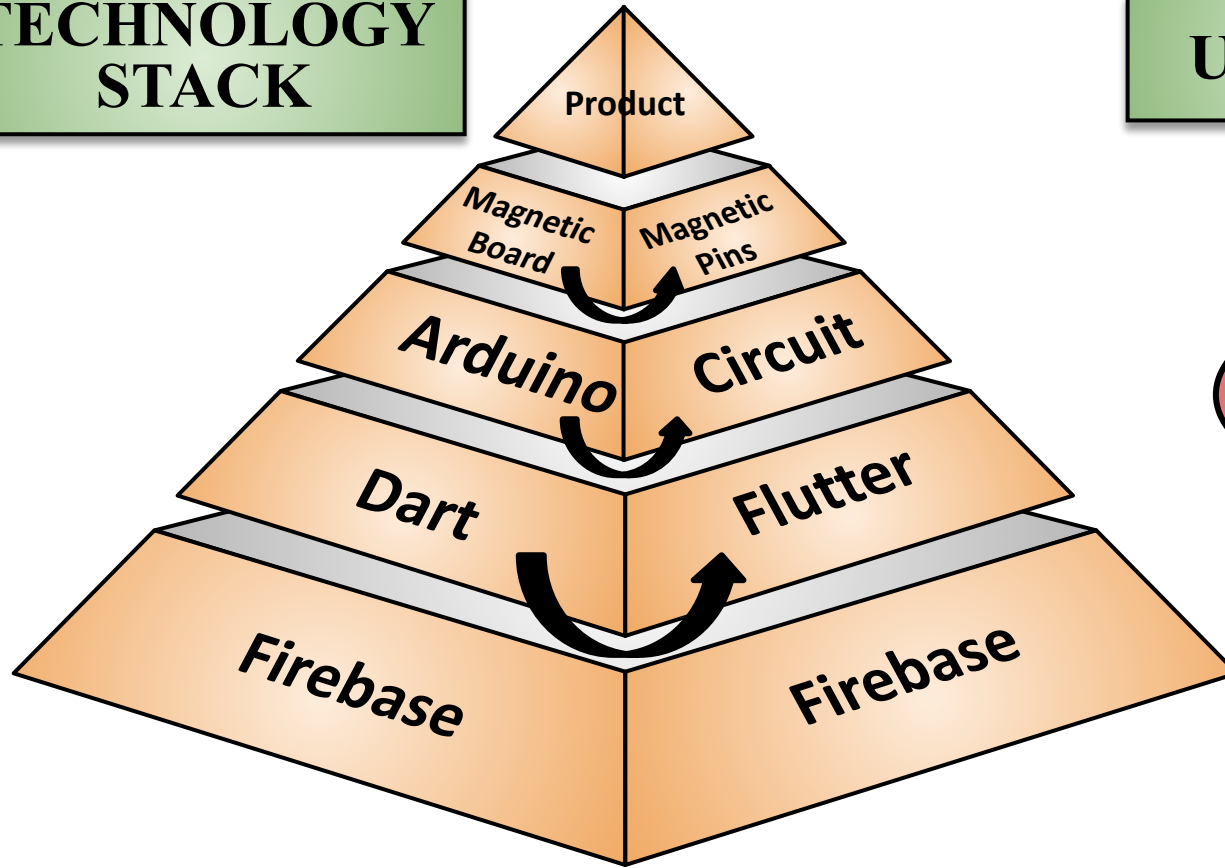 TECHNOLOGY
STACK
U
Product
Magnetic
Board
Magnetic
Pins
Arduino
Circuit
Dart
Flutter
Firebase
Firebase